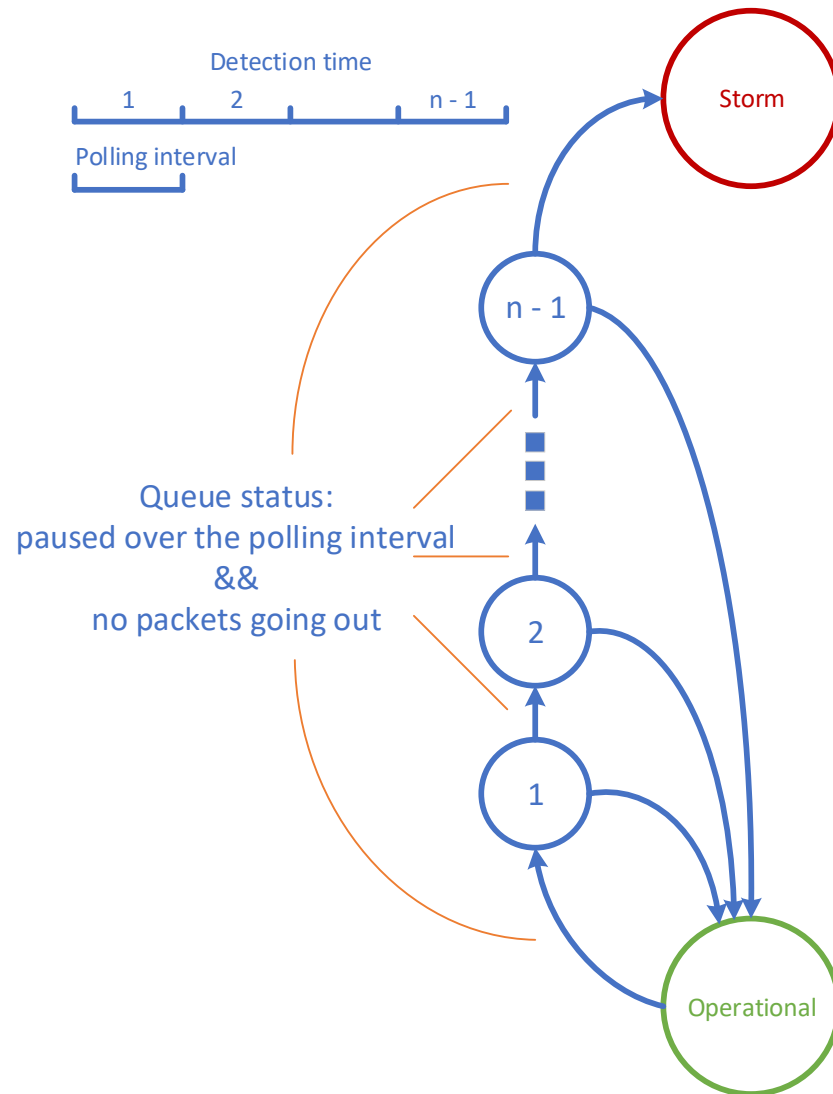 Detection time
1
2
n - 1
Polling interval
Storm
n - 1
Queue status:
paused over the polling interval
&&
no packets going out
2
1
Operational